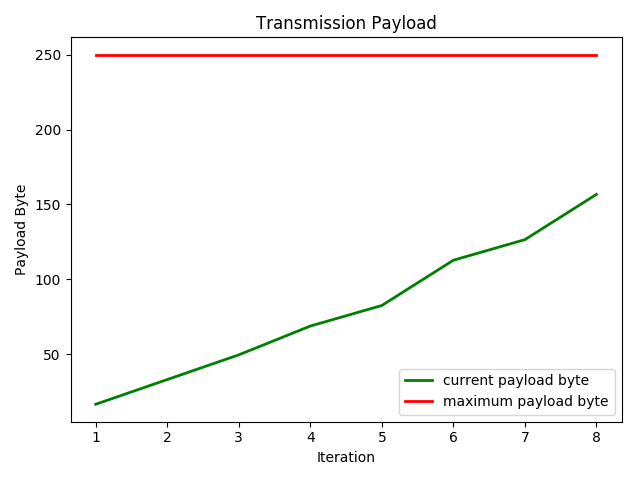 Transmission Payload
250
200
150
100
50
Payload Byte
current payload byte
maximum payload byte
1 2 3 4 5 6 7 8
Iteration